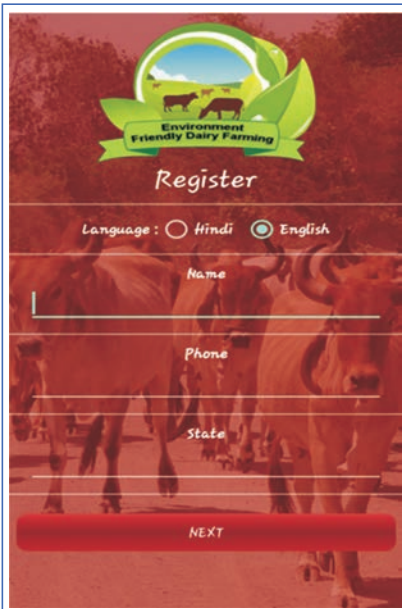 Environment
Friendly Dairy Farming
Register
Language : Hindi English
Name
Phone
State
NEXT